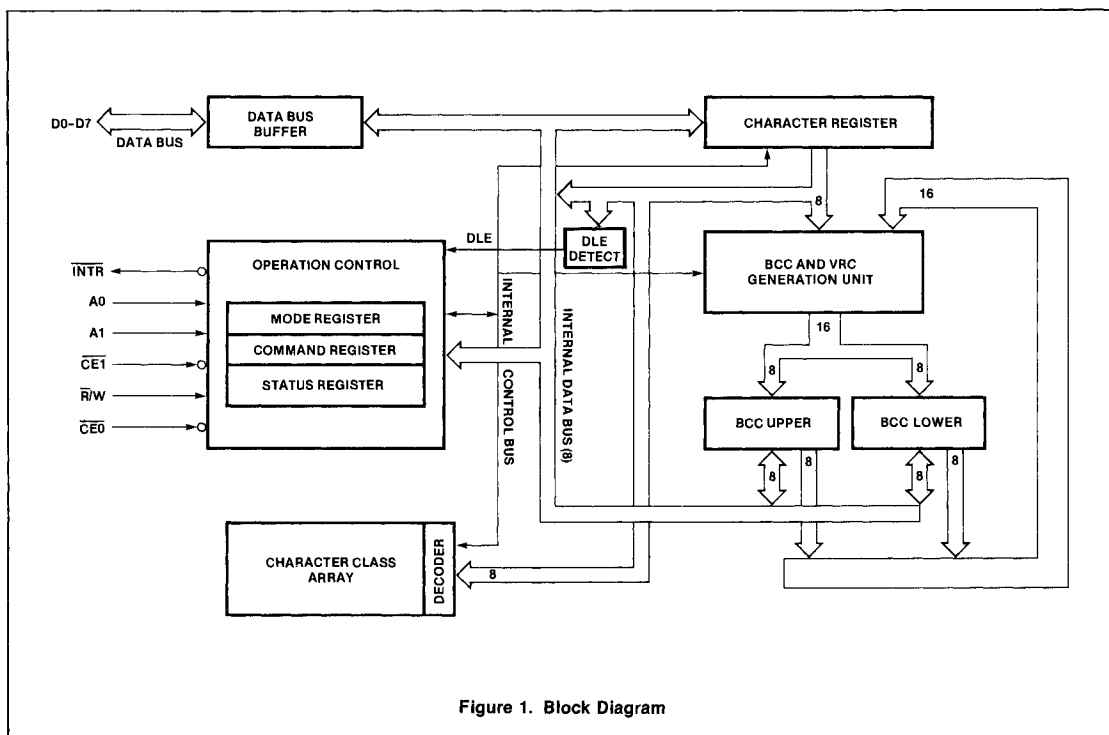 D0-D7
DATA BUS
DATA BUS
BUFFER
CHARACTER REGISTER
8
16
DLE
DLE
DETECT
BCC AND VRC
GENERATION UNIT
16
8
8
BCC UPPER
BCC LOWER
8
8
8
8
INTR
A0
A1
CE1
R/W
CE0
OPERATION CONTROL
MODE REGISTER
COMMAND REGISTER
STATUS REGISTER
INTERNAL CONTROL BUS
INTERNAL DATA BUS (8)
CHARACTER CLASS
ARRAY
DECODER
8
Figure 1. Block Diagram